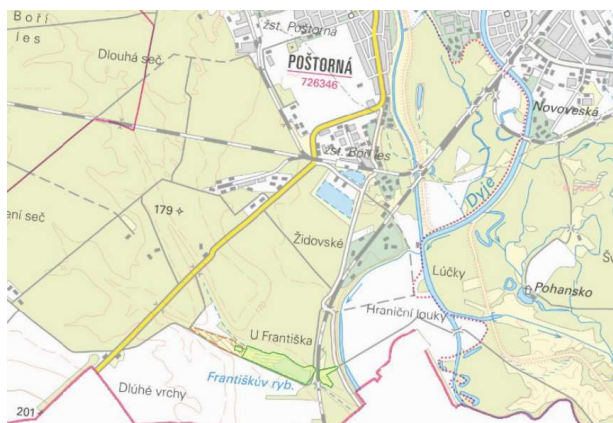 Boří
les
Dlouhá seč
žst. Poštorná
POŠTORNÁ
726346
Novoveská
žst. Boří les
Dyje
ení seč
179
Židovské
Lúčky
Šv
Pohansko
Hraniční louky
U Františka
Františkův ryb.
Dlúhé vrchy
201